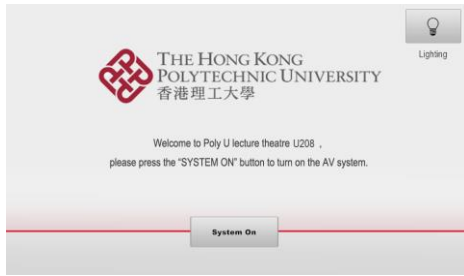 Lighting
THE HONG KONG
POLYTECHNIC UNIVERSITY
香港理工大學
Welcome to Poly U lecture theatre U208 ,
please press the "SYSTEM ON" button to turn on the AV system.
System On